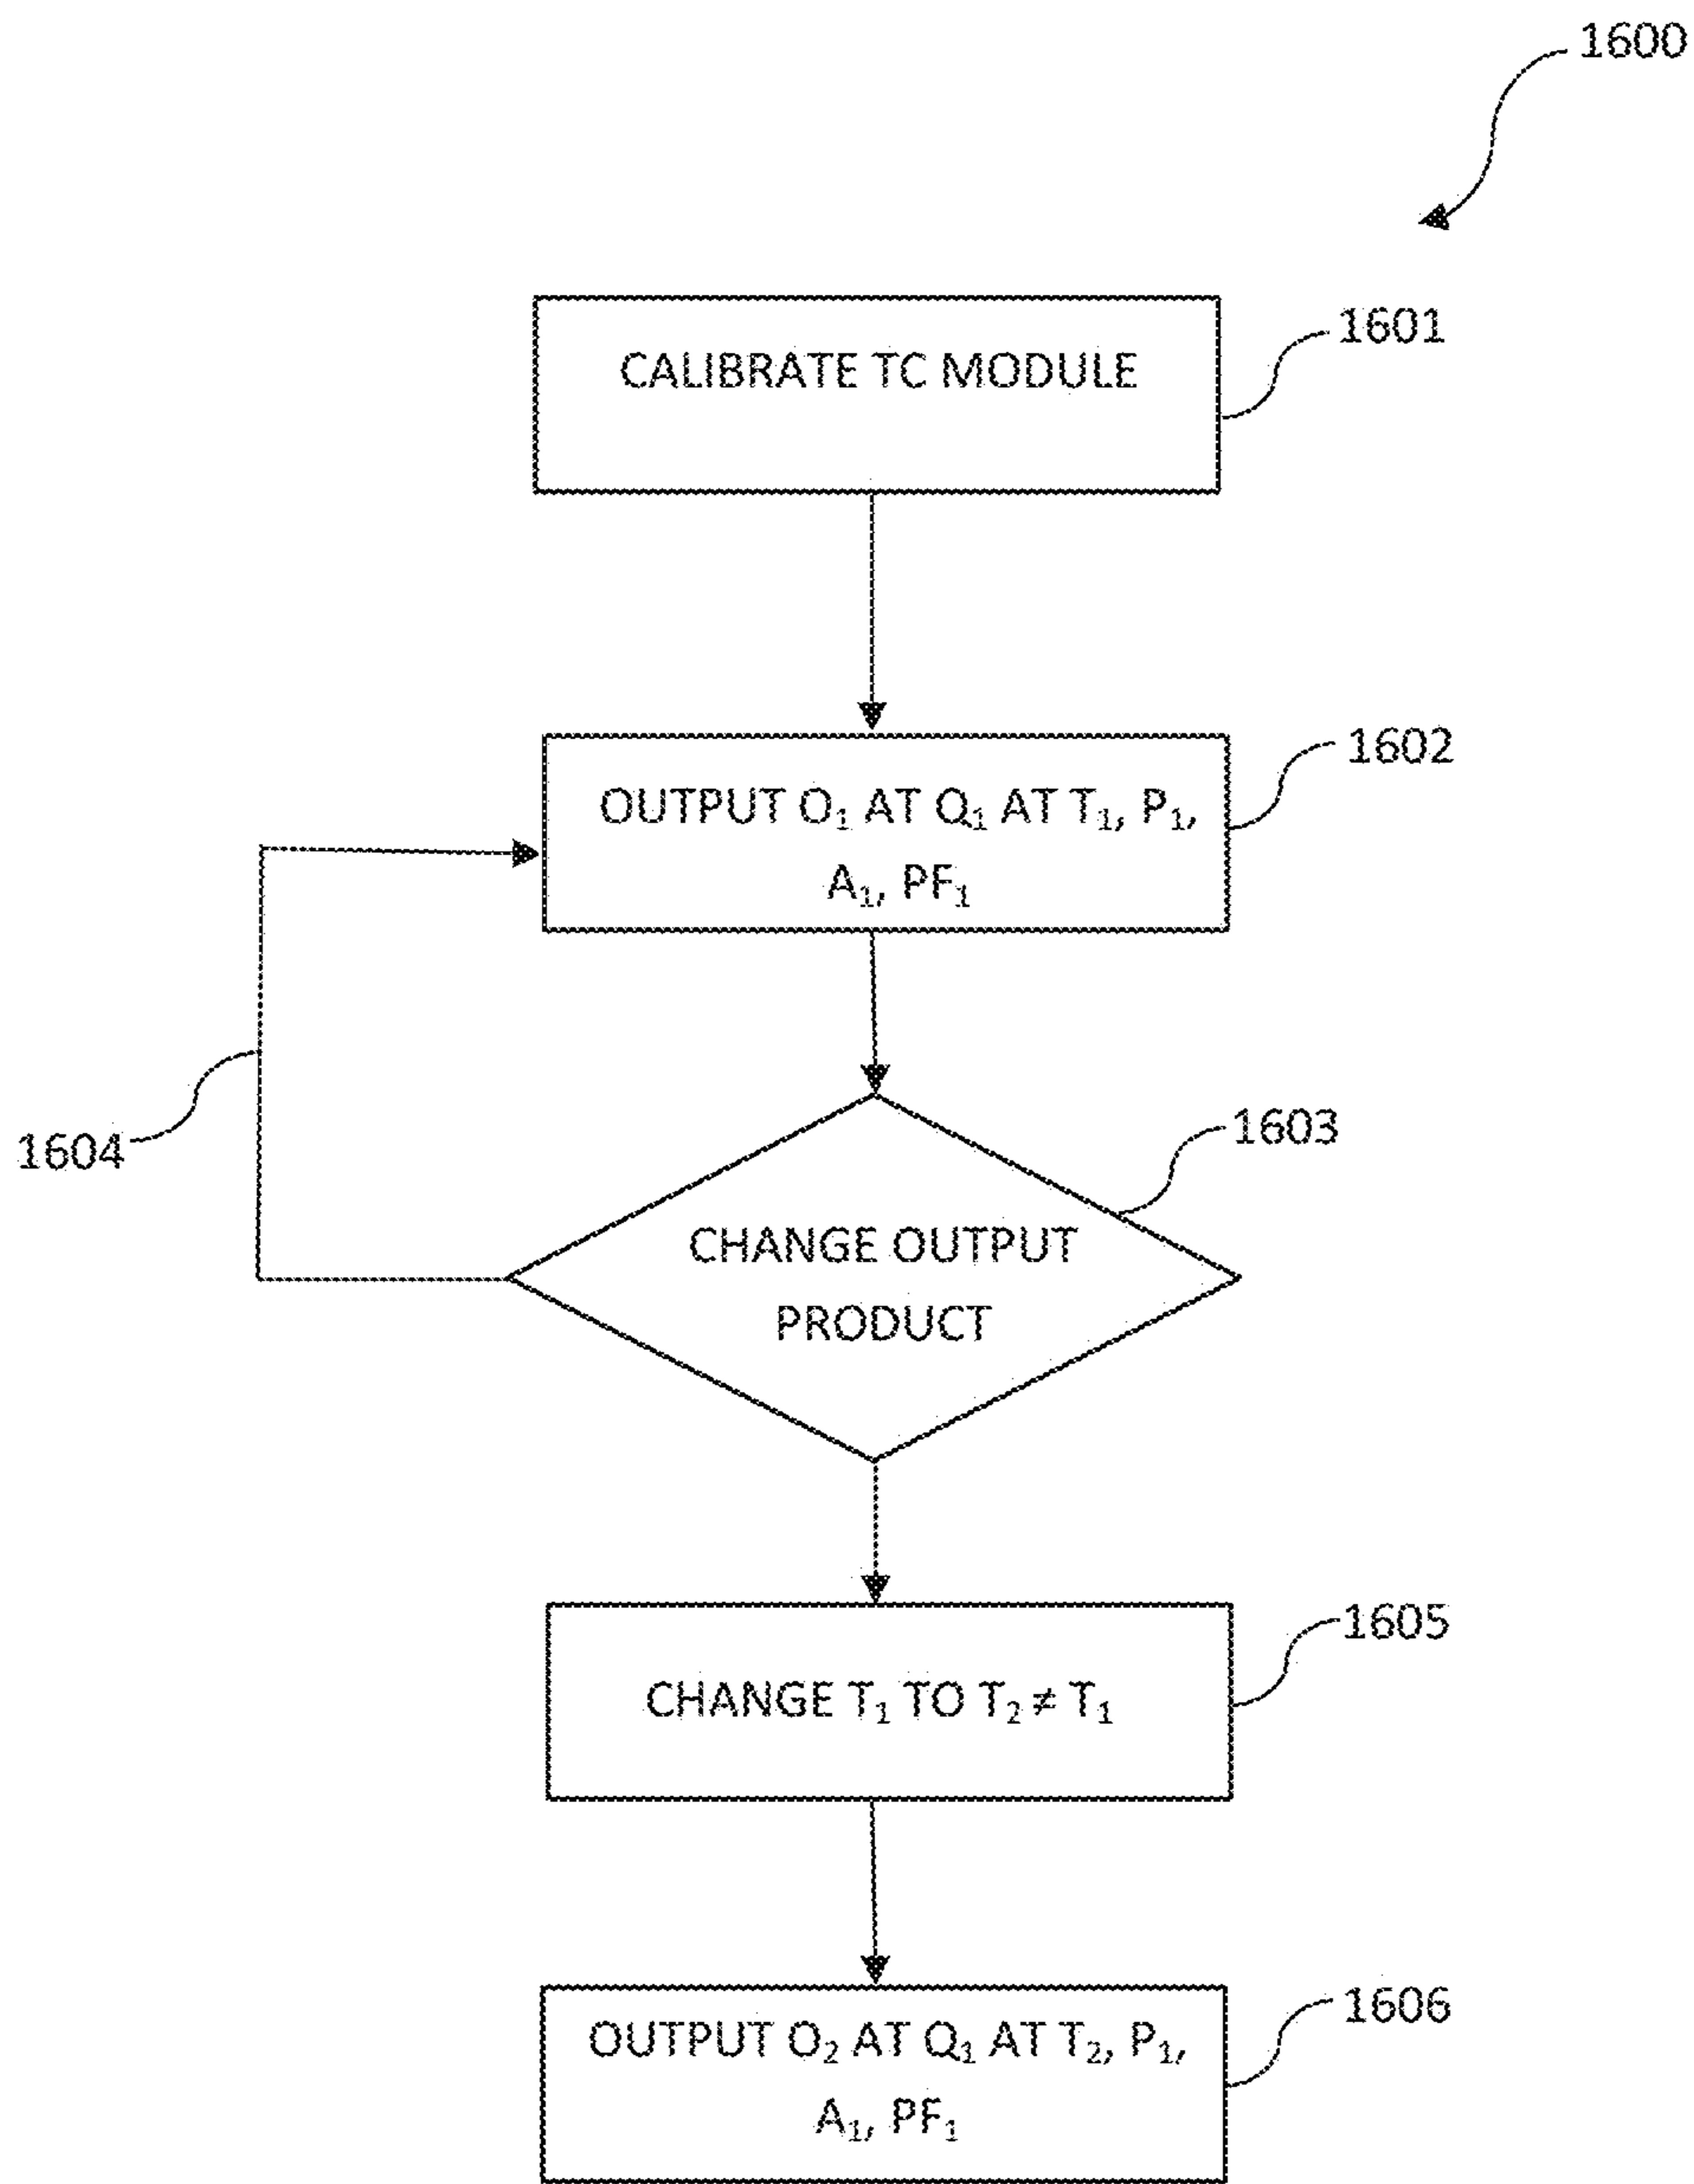 1600
CALIBRATE TC MODULE
1601
OUTPUT O₁ AT Q₁ AT T₁, P₁,
A₁, PF₁
1602
1604
CHANGE OUTPUT
PRODUCT
1603
CHANGE T₁ TO T₂ ≠ T₁
1605
OUTPUT O₂ AT Q₁ AT T₂, P₁,
A₁, PF₁
1606